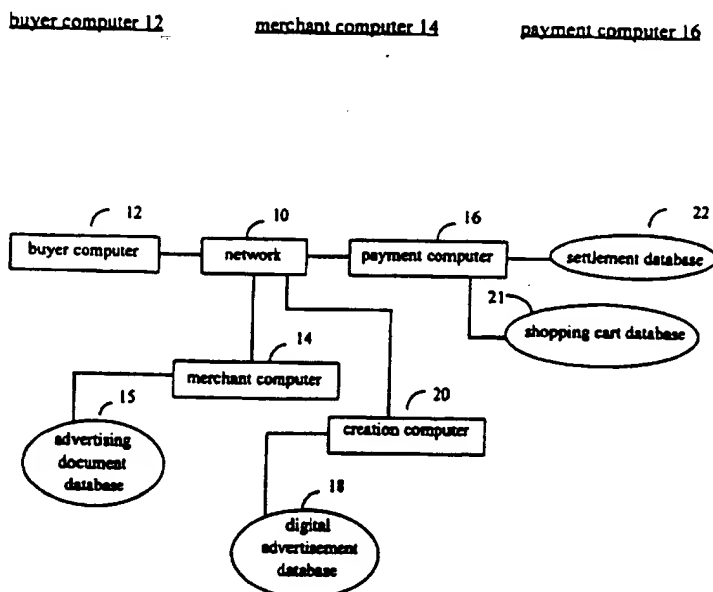 buyer computer 12 merchant computer 14 payment computer 16
12 10 16 22
buyer computer network payment computer settlement database
21
shopping cart database
14
merchant computer
15 20
advertising document database creation computer
18
digital advertisement database